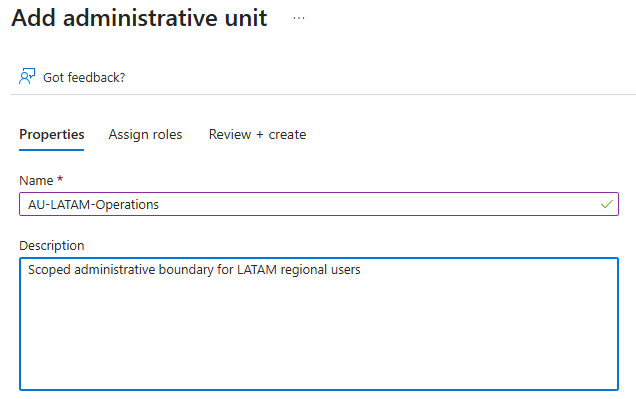 Add administrative unit ...
Got feedback?
Properties Assign roles Review + create
Name *
AU-LATAM-Operations
Description
Scoped administrative boundary for LATAM regional users